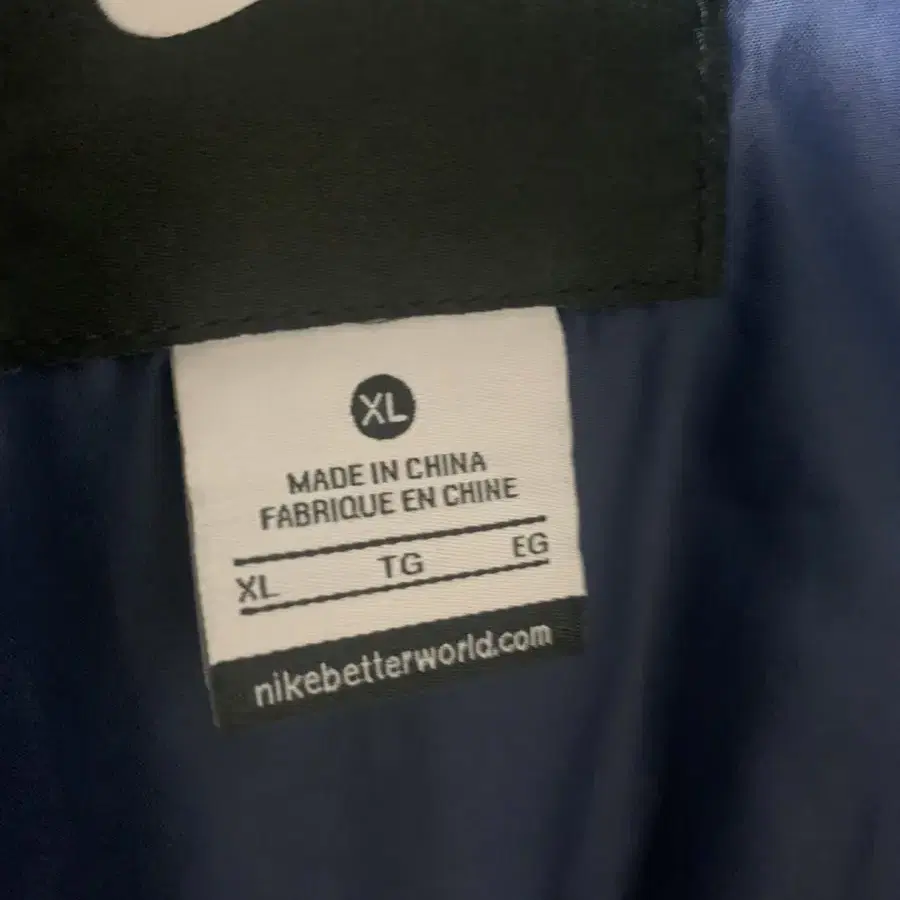 XL
MADE IN CHINA
FABRIQUE EN CHINE
XL TG EG
nikebetterworld.com